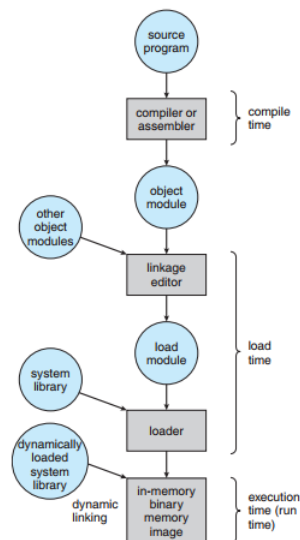 source
program
compiler or
assembler
compile
time
object
module
other
object
modules
linkage
editor
load
module
load
time
system
library
loader
dynamically
loaded
system
library
dynamic
linking
in-memory
binary
memory
image
execution
time (run
time)